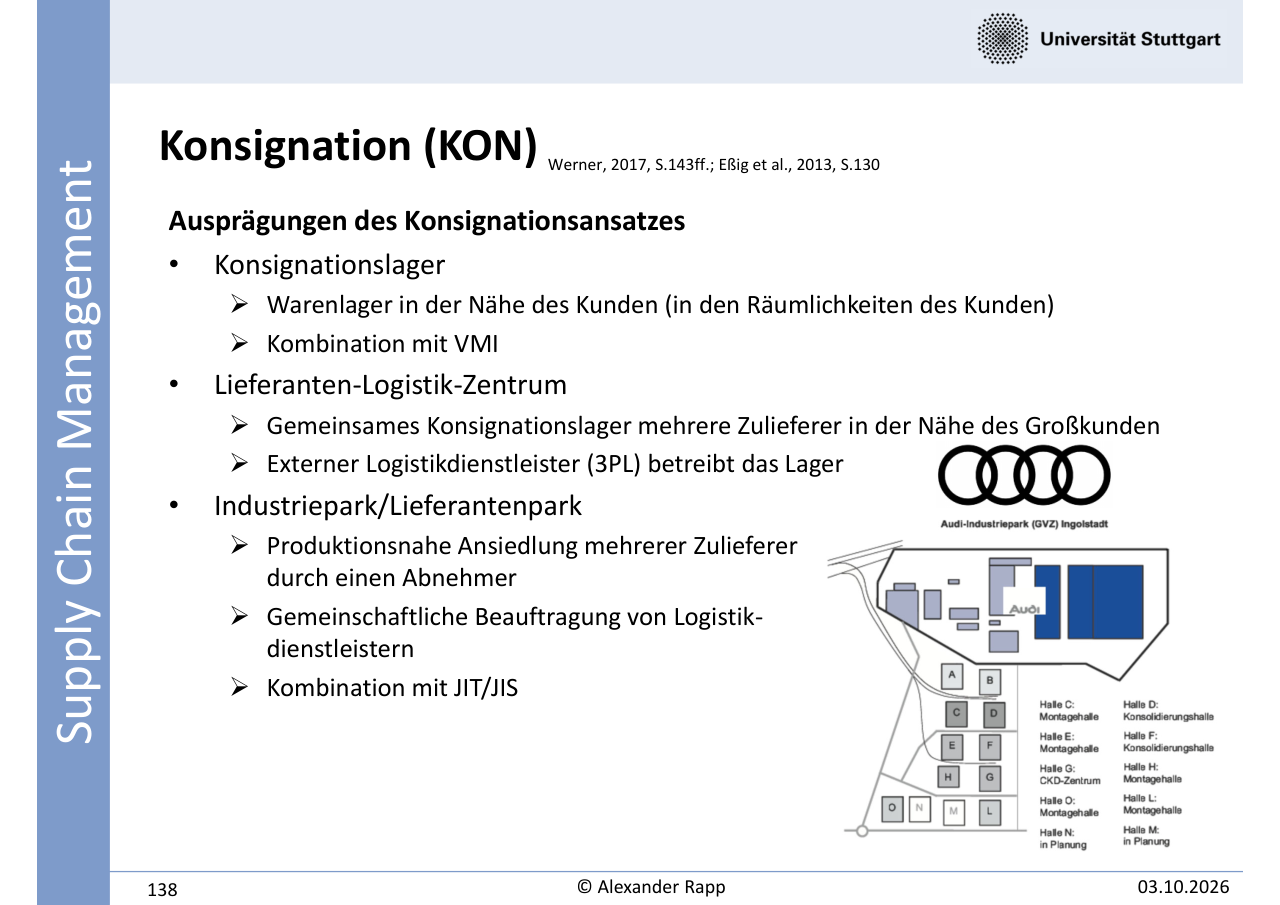 Universität Stuttgart
Supply Chain Management
Konsignation (KON) Werner, 2017, S.143ff.; Eßig et al., 2013, S.130
Ausprägungen des Konsignationsansatzes
• Konsignationslager
➢ Warenlager in der Nähe des Kunden (in den Räumlichkeiten des Kunden)
➢ Kombination mit VMI
• Lieferanten-Logistik-Zentrum
➢ Gemeinsames Konsignationslager mehrere Zulieferer in der Nähe des Großkunden
➢ Externer Logistikdienstleister (3PL) betreibt das Lager
• Industriepark/Lieferantenpark
➢ Produktionsnahe Ansiedlung mehrerer Zulieferer
durch einen Abnehmer
➢ Gemeinschaftliche Beauftragung von Logistik-
dienstleistern
➢ Kombination mit JIT/JIS
Audi-Industriepark (GVZ) Ingolstadt
Audi
A B
C D
E F
H G
O N M L
Halle C: Halle D:
Montagehalle Konsolidierungshalle
Halle E: Halle F:
Montagehalle Konsolidierungshalle
Halle G: Halle H:
CKD-Zentrum Montagehalle
Halle O: Halle L:
Montagehalle Montagehalle
Halle N: Halle M:
in Planung in Planung
138 © Alexander Rapp 03.10.2026